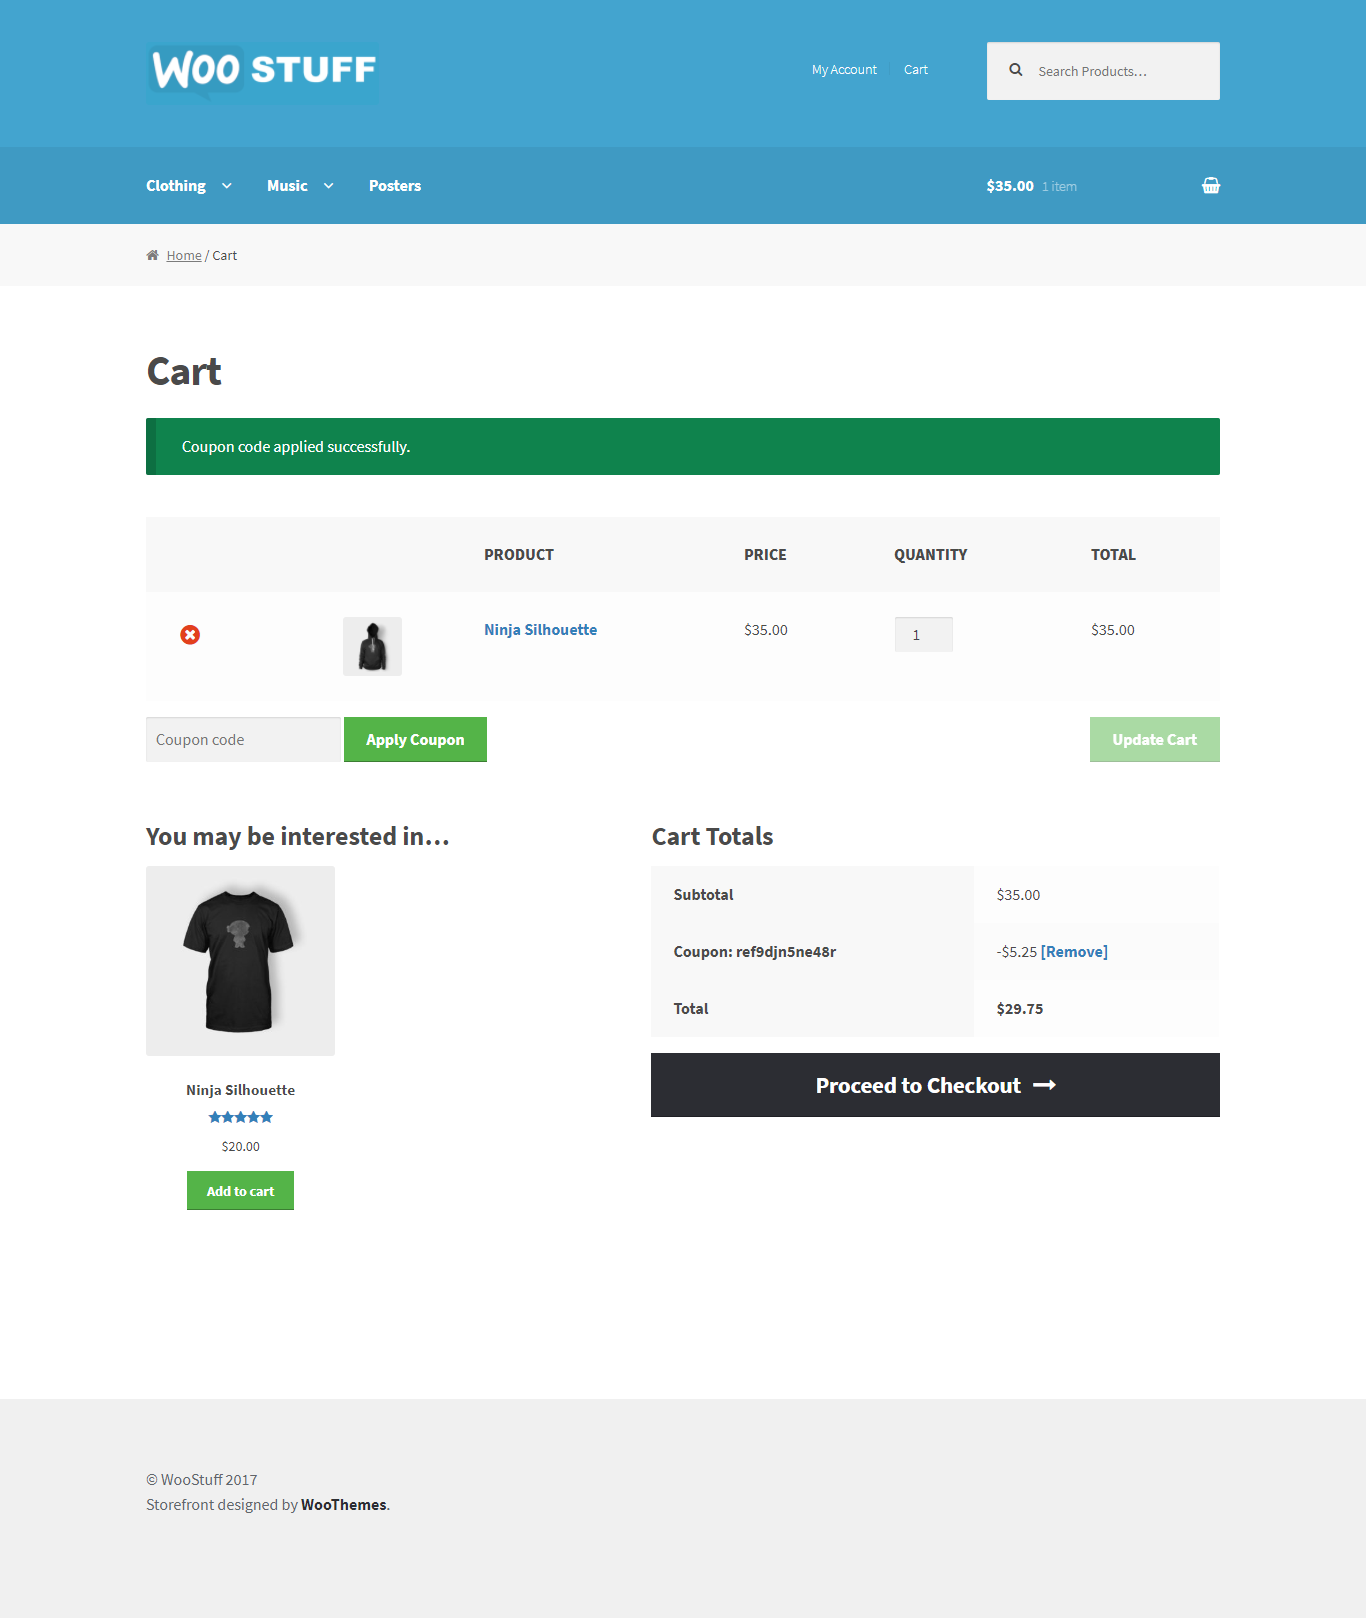 WOO STUFF
My Account
Cart
Search Products...
Clothing
Music
Posters
$35.00 1 item
Home / Cart
Cart
Coupon code applied successfully.
PRODUCT PRICE QUANTITY TOTAL
Ninja Silhouette $35.00 1 $35.00
Coupon code
Apply Coupon
Update Cart
You may be interested in...
Ninja Silhouette
$20.00
Add to cart
Cart Totals
Subtotal $35.00
Coupon: ref9djn5ne48r -$5.25 [Remove]
Total $29.75
Proceed to Checkout →
© WooStuff 2017
Storefront designed by WooThemes.